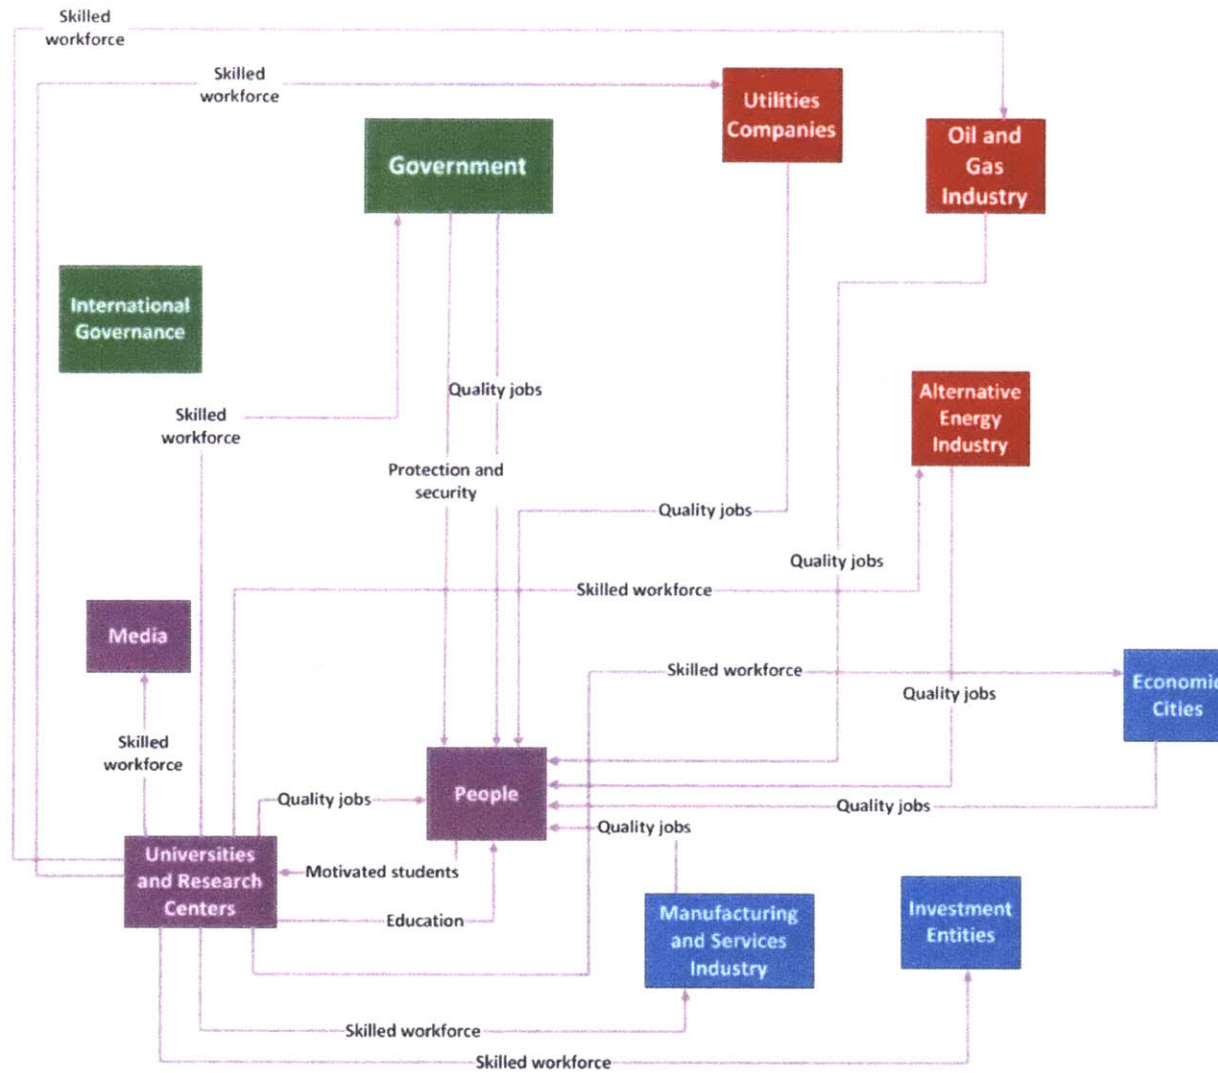 Skilled
workforce
Skilled
workforce
Utilities
Companies
Oil and
Gas
Industry
Government
International
Governance
Quality jobs
Alternative
Energy
Industry
Skilled
workforce
Protection and
security
Quality jobs
Quality jobs
Skilled workforce
Media
Skilled workforce
Economic
Cities
Quality jobs
Skilled
workforce
People
Quality jobs
Quality jobs
Quality jobs
Universities
and Research
Centers
Motivated students
Education
Manufacturing
and Services
Industry
Investment
Entities
Skilled workforce
Skilled workforce